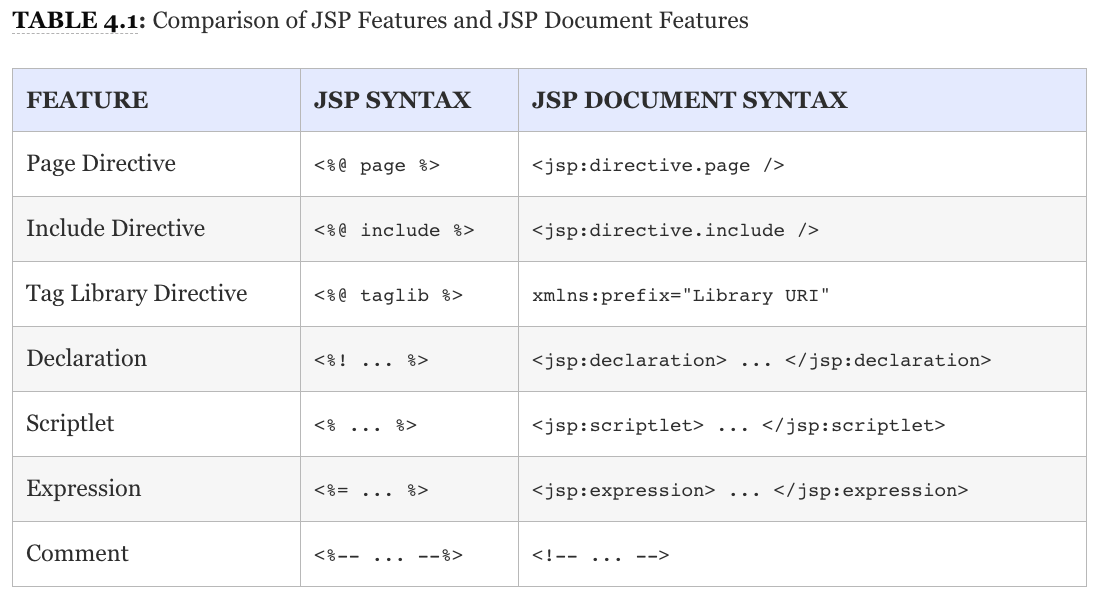 TABLE 4.1: Comparison of JSP Features and JSP Document Features
FEATURE JSP SYNTAX JSP DOCUMENT SYNTAX
Page Directive <%@ page %> <jsp:directive.page />
Include Directive <%@ include %> <jsp:directive.include />
Tag Library Directive <%@ taglib %> xmlns:prefix="Library URI"
Declaration <%! ... %> <jsp:declaration> ... </jsp:declaration>
Scriptlet <% ... %> <jsp:scriptlet> ... </jsp:scriptlet>
Expression <%= ... %> <jsp:expression> ... </jsp:expression>
Comment <%-- ... --%> <!-- ... -->